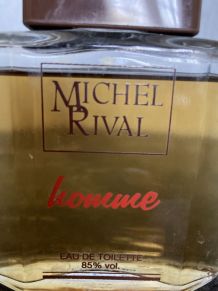 MICHEL
RIVAL
homme
EAU DE TOILETTE
85% vol.